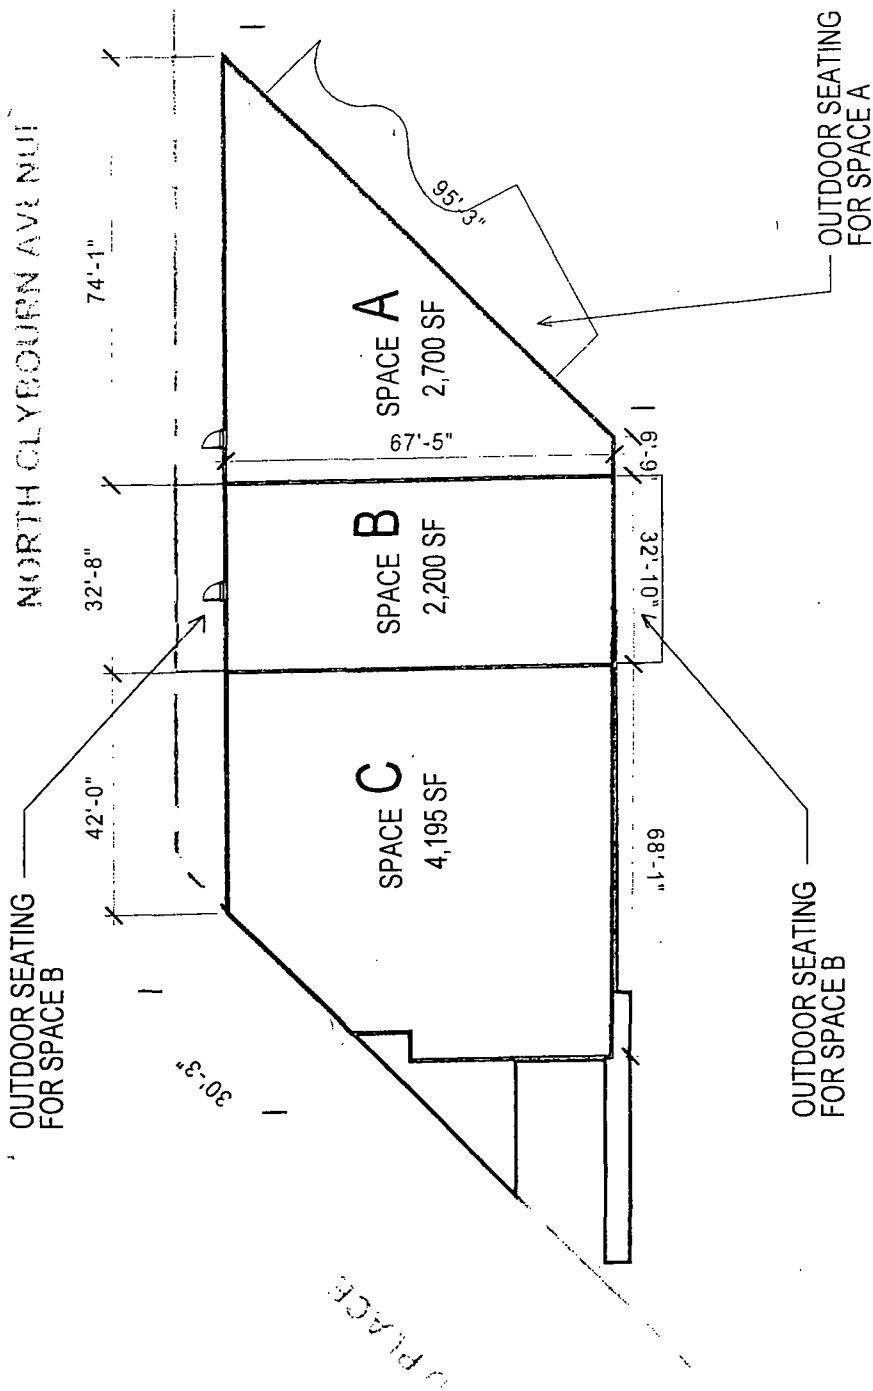 NORTH CLYBOURN AVENUE
74'-1"
32'-8"
42'-0"
OUTDOOR SEATING
FOR SPACE A
95'-3"
SPACE A
2,700 SF
67'-5"
6'-9"
SPACE B
2,200 SF
32'-10"
SPACE C
4,195 SF
68'-1"
OUTDOOR SEATING
FOR SPACE B
30'-3"
OUTDOOR SEATING
FOR SPACE B
PLACE